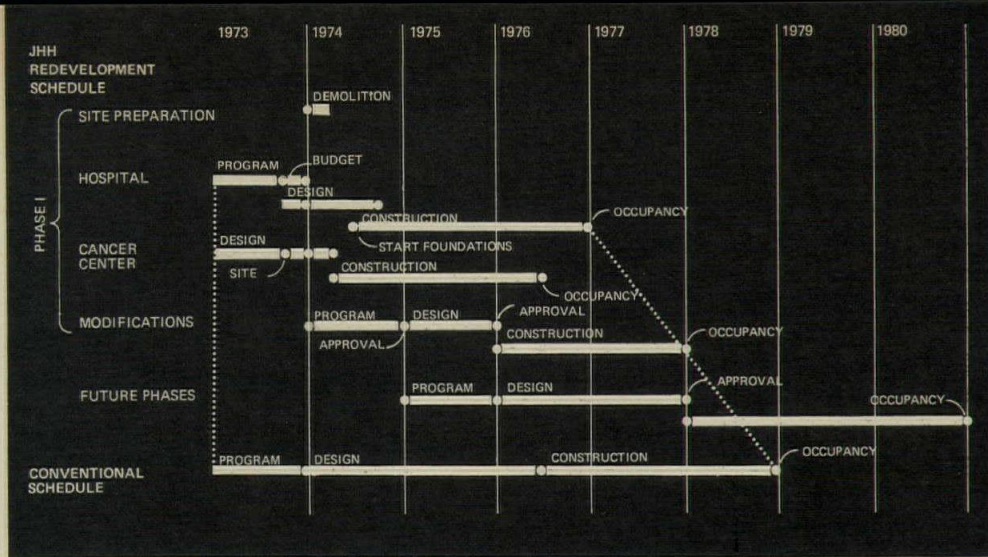 1973 1974 1975 1976 1977 1978 1979 1980
JHH
REDEVELOPMENT
SCHEDULE
DEMOLITION
SITE PREPARATION
PHASE I
PROGRAM
BUDGET
HOSPITAL
DESIGN
CONSTRUCTION
OCCUPANCY
START FOUNDATIONS
DESIGN
CANCER
CENTER
SITE
CONSTRUCTION
OCCUPANCY
MODIFICATIONS
PROGRAM
DESIGN
APPROVAL
APPROVAL
CONSTRUCTION
OCCUPANCY
FUTURE PHASES
PROGRAM
DESIGN
APPROVAL
OCCUPANCY
CONVENTIONAL
SCHEDULE
PROGRAM
DESIGN
CONSTRUCTION
OCCUPANCY